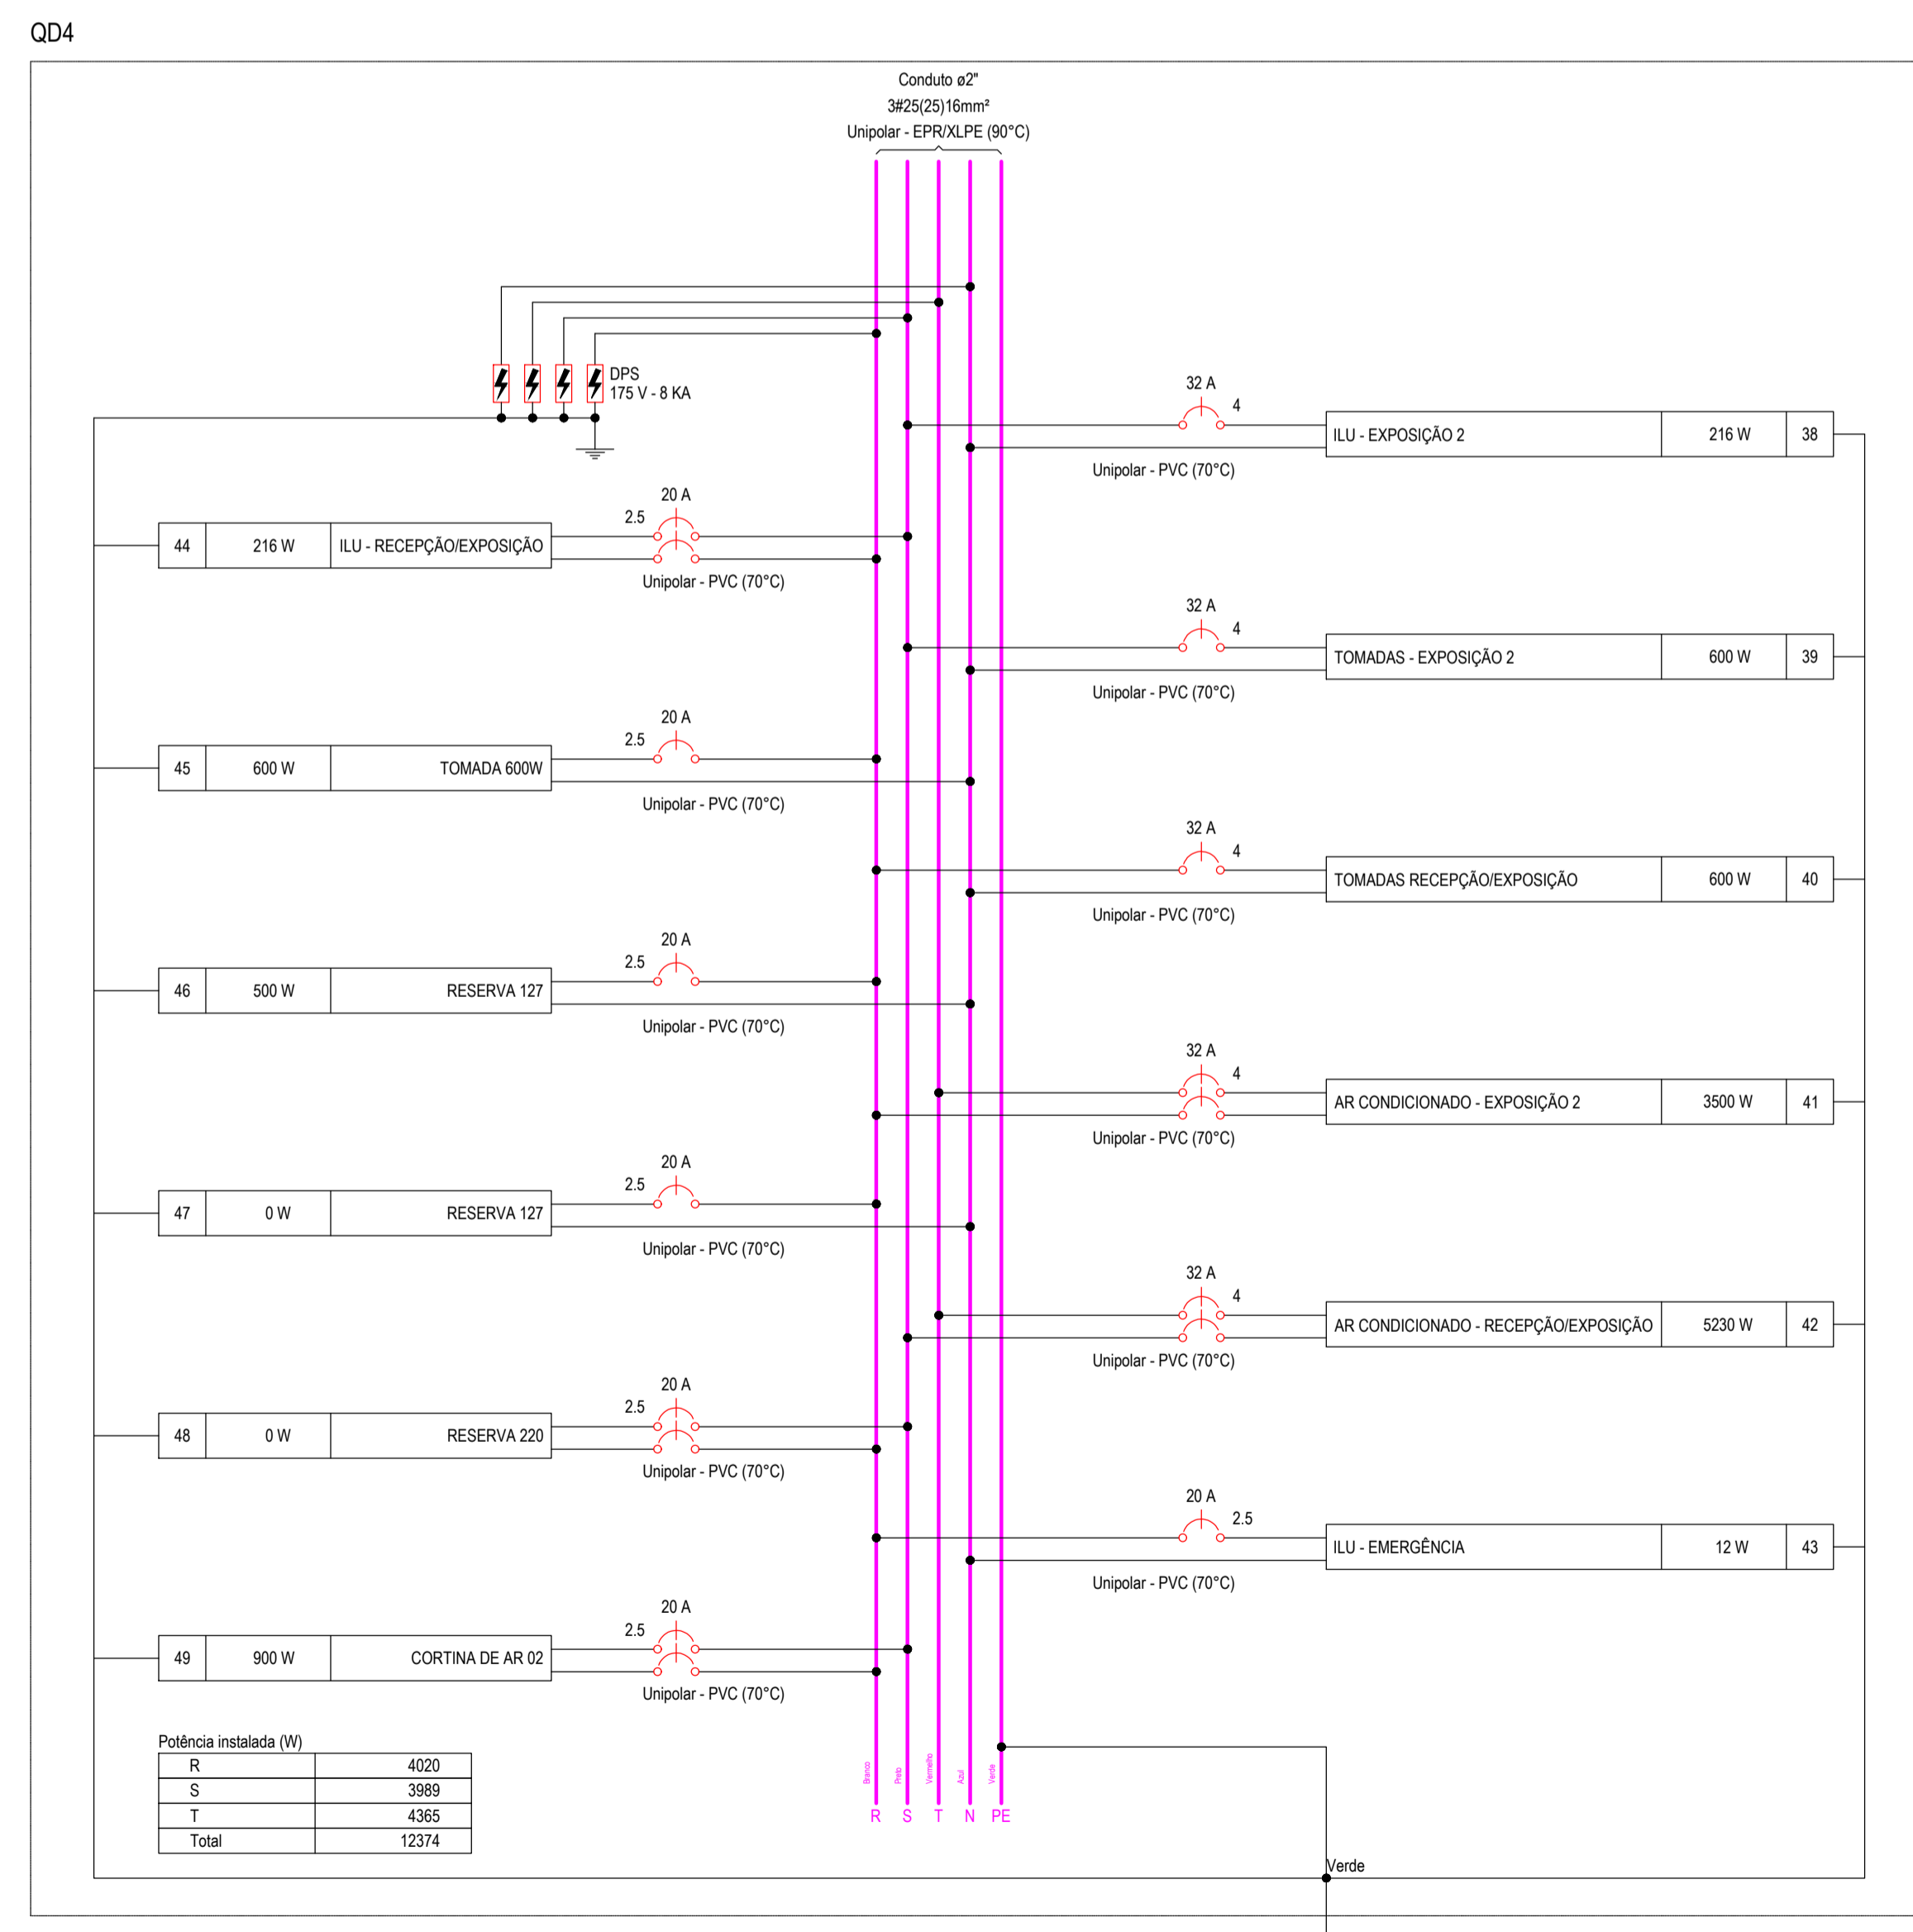 QD4
Conduto ø2"
3#25(25)16mm²
Unipolar - EPR/XLPE (90°C)
DPS
175 V - 8 KA
32 A
4
ILU - EXPOSIÇÃO 2 216 W 38
Unipolar - PVC (70°C)
20 A
2.5
44 216 W ILU - RECEPÇÃO/EXPOSIÇÃO
Unipolar - PVC (70°C)
32 A
4
TOMADAS - EXPOSIÇÃO 2 600 W 39
Unipolar - PVC (70°C)
20 A
2.5
45 600 W TOMADA 600W
Unipolar - PVC (70°C)
32 A
4
TOMADAS RECEPÇÃO/EXPOSIÇÃO 600 W 40
Unipolar - PVC (70°C)
20 A
2.5
46 500 W RESERVA 127
Unipolar - PVC (70°C)
32 A
4
AR CONDICIONADO - EXPOSIÇÃO 2 3500 W 41
Unipolar - PVC (70°C)
20 A
2.5
47 0 W RESERVA 127
Unipolar - PVC (70°C)
32 A
4
AR CONDICIONADO - RECEPÇÃO/EXPOSIÇÃO 5230 W 42
Unipolar - PVC (70°C)
20 A
2.5
48 0 W RESERVA 220
Unipolar - PVC (70°C)
20 A
2.5
ILU - EMERGÊNCIA 12 W 43
Unipolar - PVC (70°C)
20 A
2.5
49 900 W CORTINA DE AR 02
Unipolar - PVC (70°C)
Potência instalada (W)
R 4020
S 3989
T 4365
Total 12374
Branco Preto Vermelho Azul Verde
R S T N PE
Verde